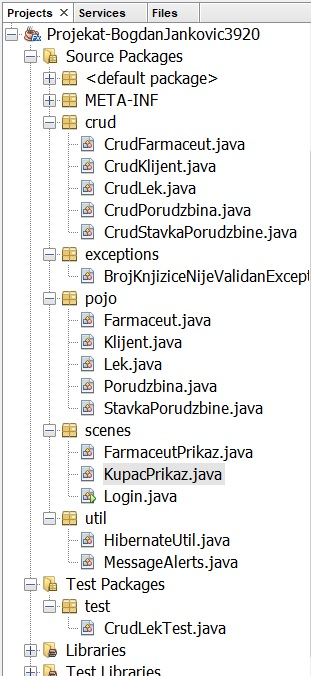 Projects Services Files
Projekat-BogdanJankovic3920
Source Packages
<default package>
META-INF
crud
CrudFarmaceut.java
CrudKlijent.java
CrudLek.java
CrudPorudzbina.java
CrudStavkaPorudzbine.java
exceptions
BrojKnjiziceNijeValidanExcept
pojo
Farmaceut.java
Klijent.java
Lek.java
Porudzbina.java
StavkaPorudzbine.java
scenes
FarmaceutPrikaz.java
KupacPrikaz.java
Login.java
util
HibernateUtil.java
MessageAlerts.java
Test Packages
test
CrudLekTest.java
Libraries
Test Libraries